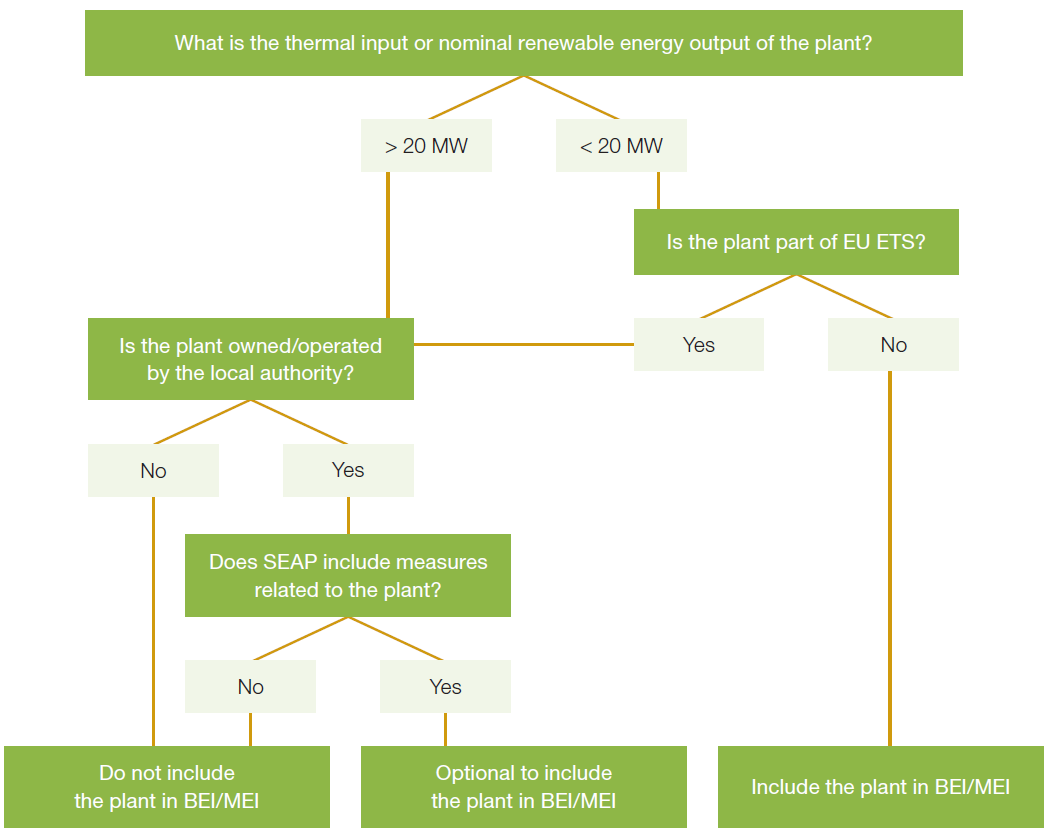 What is the thermal input or nominal renewable energy output of the plant?
> 20 MW
< 20 MW
Is the plant part of EU ETS?
Is the plant owned/operated
by the local authority?
Yes
No
No
Yes
Does SEAP include measures
related to the plant?
No
Yes
Do not include
the plant in BEI/MEI
Optional to include
the plant in BEI/MEI
Include the plant in BEI/MEI